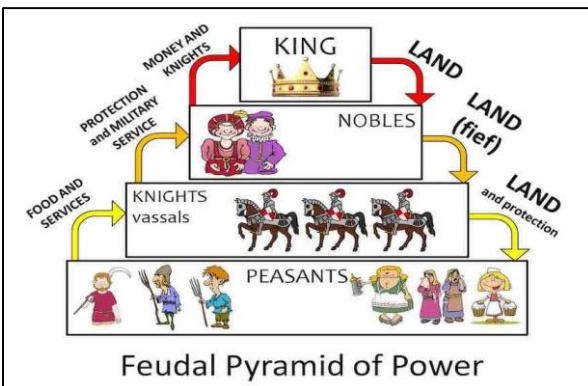 KING
MONEY AND
KNIGHTS
LAND
NOBLES
PROTECTION
and MILITARY
SERVICE
LAND
(fief)
KNIGHTS
vassals
FOOD AND
SERVICES
LAND
and protection
PEASANTS
Feudal Pyramid of Power